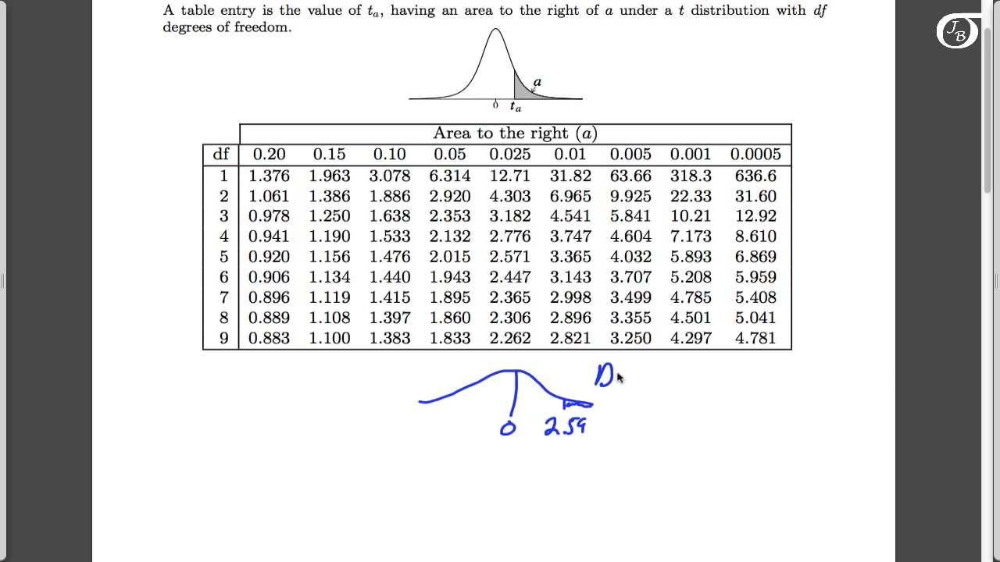 A table entry is the value of tₐ, having an area to the right of a under a t distribution with df
degrees of freedom.
JB
a
0 tₐ
Area to the right (a)
df 0.20 0.15 0.10 0.05 0.025 0.01 0.005 0.001 0.0005
1 1.376 1.963 3.078 6.314 12.71 31.82 63.66 318.3 636.6
2 1.061 1.386 1.886 2.920 4.303 6.965 9.925 22.33 31.60
3 0.978 1.250 1.638 2.353 3.182 4.541 5.841 10.21 12.92
4 0.941 1.190 1.533 2.132 2.776 3.747 4.604 7.173 8.610
5 0.920 1.156 1.476 2.015 2.571 3.365 4.032 5.893 6.869
6 0.906 1.134 1.440 1.943 2.447 3.143 3.707 5.208 5.959
7 0.896 1.119 1.415 1.895 2.365 2.998 3.499 4.785 5.408
8 0.889 1.108 1.397 1.860 2.306 2.896 3.355 4.501 5.041
9 0.883 1.100 1.383 1.833 2.262 2.821 3.250 4.297 4.781
D
0 2.59